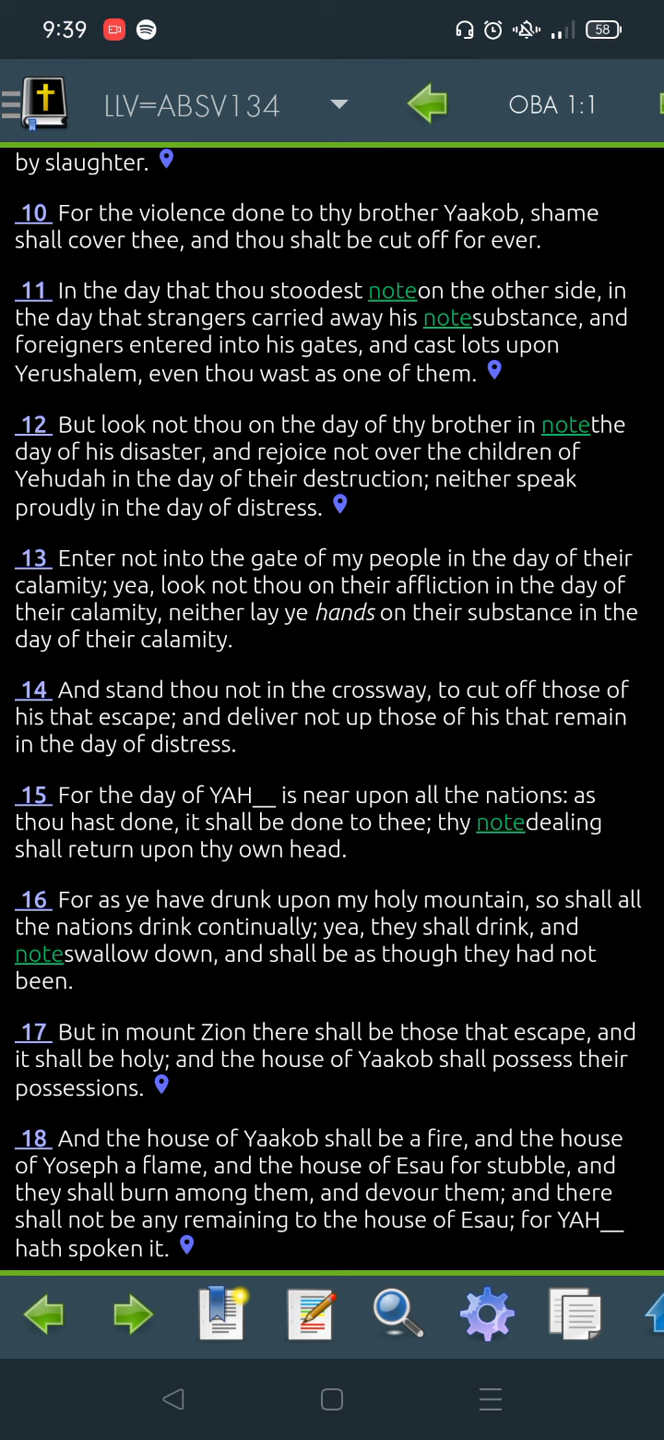 9:39
58
LLV=ABSV134
OBA 1:1
by slaughter.
10 For the violence done to thy brother Yaakob, shame
shall cover thee, and thou shalt be cut off for ever.
11 In the day that thou stoodest noteon the other side, in
the day that strangers carried away his notesubstance, and
foreigners entered into his gates, and cast lots upon
Yerushalem, even thou wast as one of them.
12 But look not thou on the day of thy brother in notethe
day of his disaster, and rejoice not over the children of
Yehudah in the day of their destruction; neither speak
proudly in the day of distress.
13 Enter not into the gate of my people in the day of their
calamity; yea, look not thou on their affliction in the day of
their calamity, neither lay ye hands on their substance in the
day of their calamity.
14 And stand thou not in the crossway, to cut off those of
his that escape; and deliver not up those of his that remain
in the day of distress.
15 For the day of YAH__ is near upon all the nations: as
thou hast done, it shall be done to thee; thy notedealing
shall return upon thy own head.
16 For as ye have drunk upon my holy mountain, so shall all
the nations drink continually; yea, they shall drink, and
noteswallow down, and shall be as though they had not
been.
17 But in mount Zion there shall be those that escape, and
it shall be holy; and the house of Yaakob shall possess their
possessions.
18 And the house of Yaakob shall be a fire, and the house
of Yoseph a flame, and the house of Esau for stubble, and
they shall burn among them, and devour them; and there
shall not be any remaining to the house of Esau; for YAH__
hath spoken it.